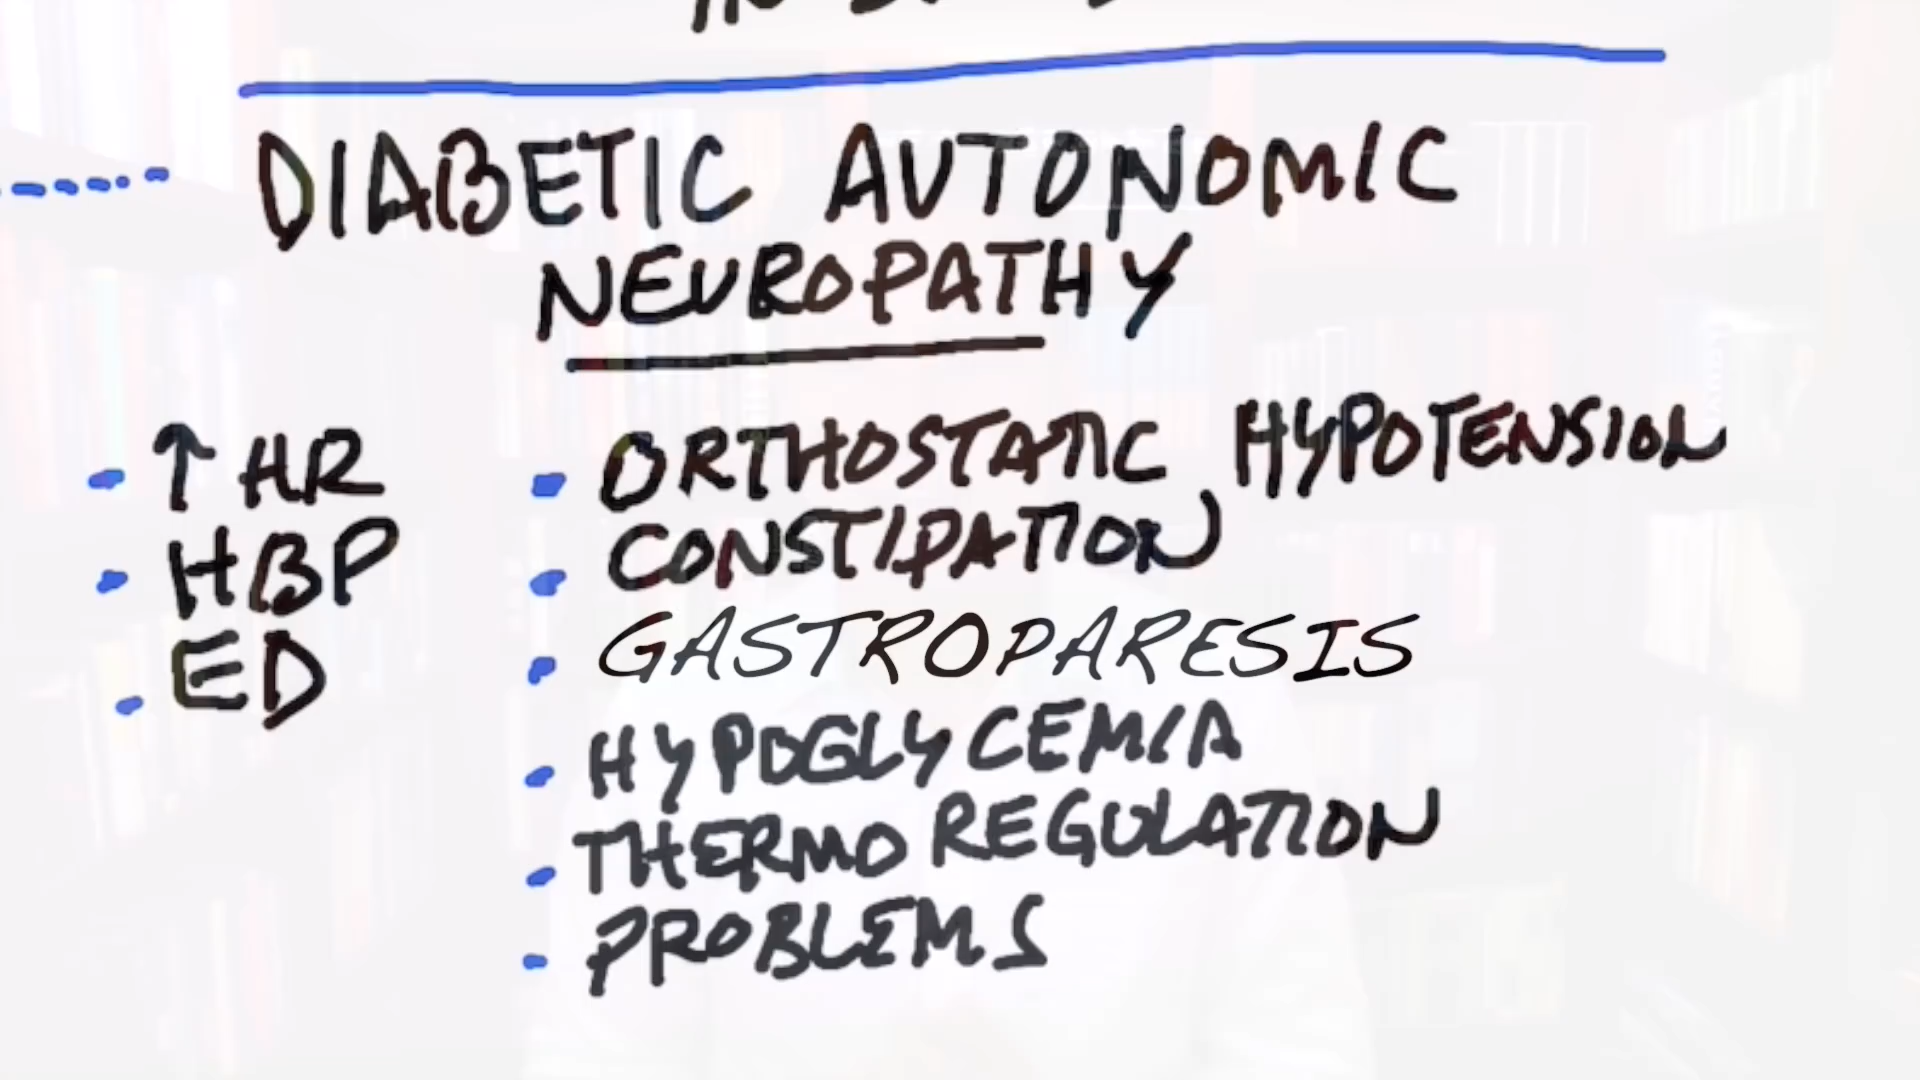 DIABETIC AUTONOMIC
NEUROPATHY
↑ HR
HBP
ED
ORTHOSTATIC HYPOTENSION
CONSTIPATION
GASTROPARESIS
HYPOGLYCEMIA
THERMO REGULATION
PROBLEMS